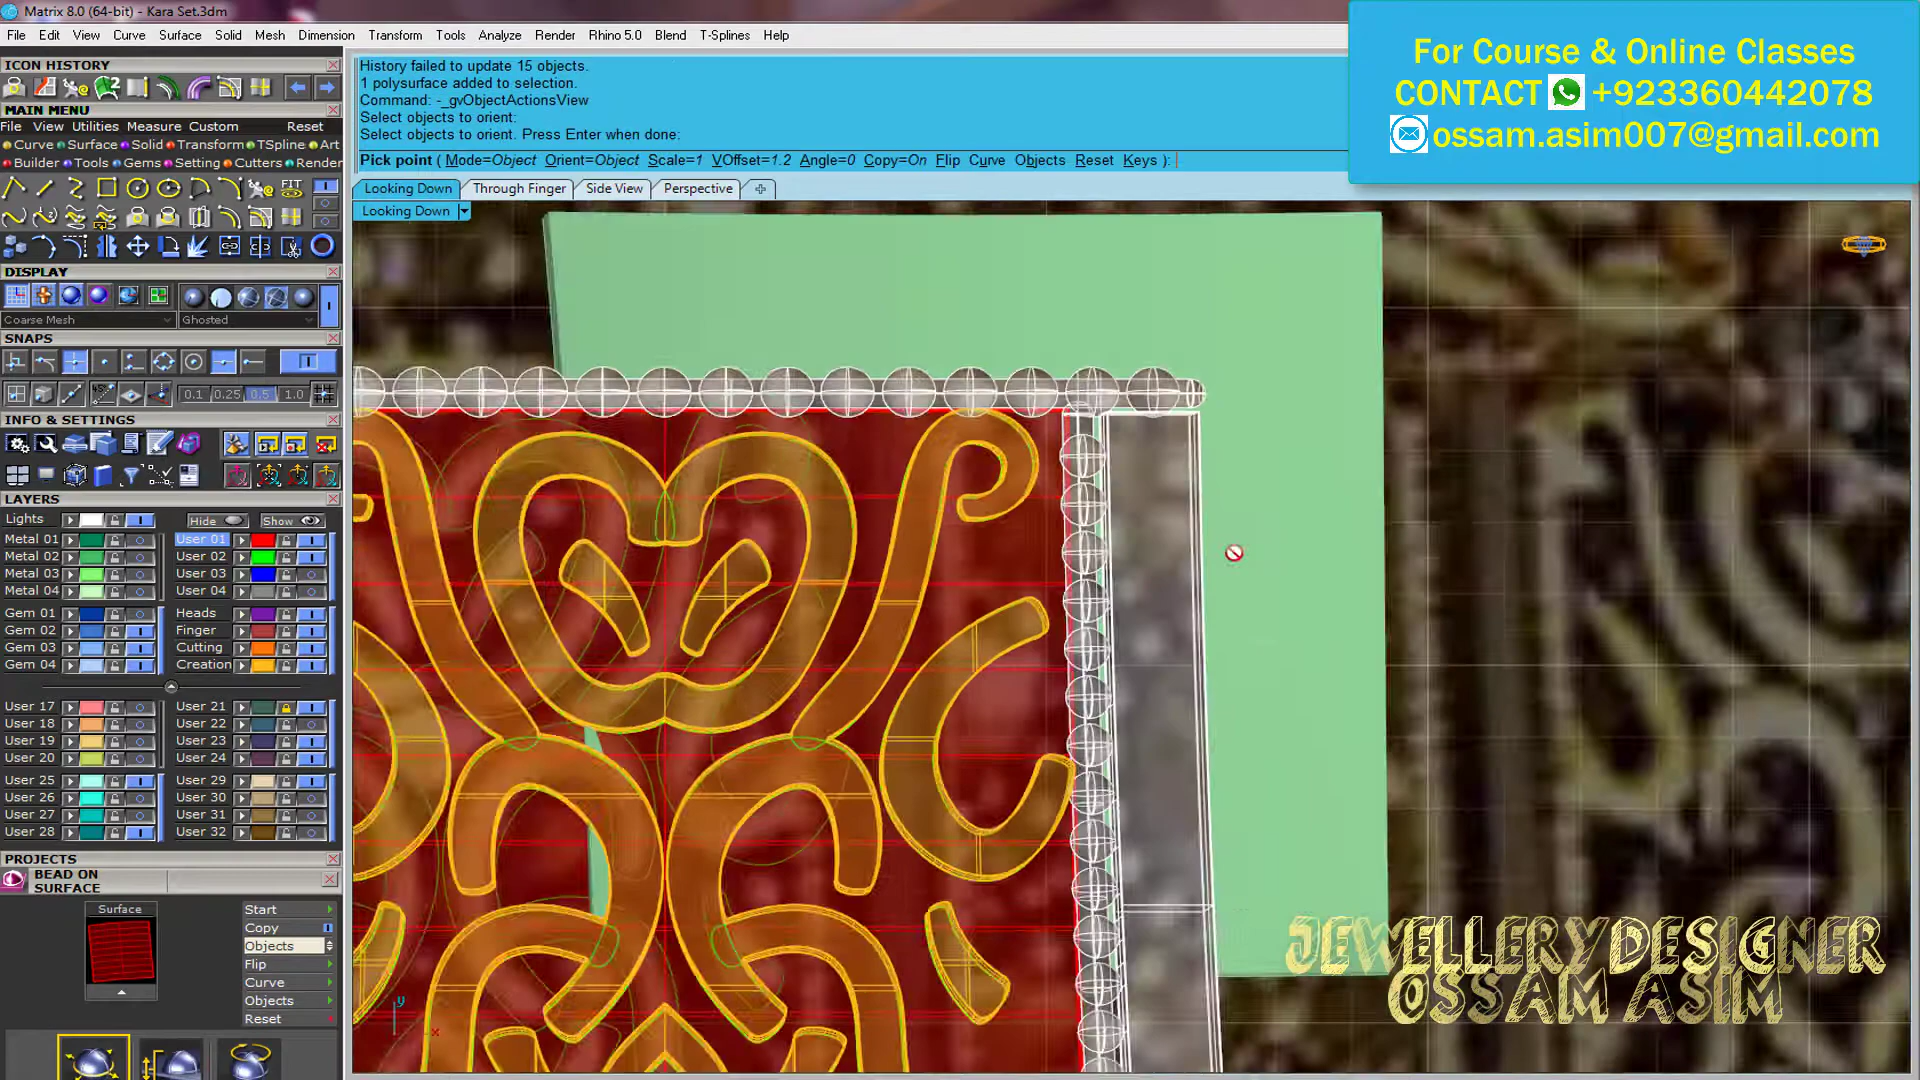 Matrix 8.0 (64-bit) - Kara Set.3dm
File Edit View Curve Surface Solid Mesh Dimension Transform Tools Analyze Render Rhino 5.0 Blend T-Splines Help
ICON HISTORY
MAIN MENU
File View Utilities Measure Custom Reset
Curve Surface Solid Transform TSpline Art
Builder Tools Gems Setting Cutters Render
FIT
DISPLAY
Coarse Mesh Ghosted
SNAPS
0.1 0.25 0.5 1.0
INFO & SETTINGS
LAYERS
Lights Hide Show
Metal 01 User 01
Metal 02 User 02
Metal 03 User 03
Metal 04 User 04
Gem 01 Heads
Gem 02 Finger
Gem 03 Cutting
Gem 04 Creation
User 17 User 21
User 18 User 22
User 19 User 23
User 20 User 24
User 25 User 29
User 26 User 30
User 27 User 31
User 28 User 32
PROJECTS
BEAD ON
SURFACE
Surface
Start
Copy
Objects
Flip
Curve
Objects
Reset
History failed to update 15 objects.
1 polysurface added to selection.
Command: -_gvObjectActionsView
Select objects to orient:
Select objects to orient. Press Enter when done:
Pick point ( Mode=Object Orient=Object Scale=1 VOffset=1.2 Angle=0 Copy=On Flip Curve Objects Reset Keys ):
Looking Down Through Finger Side View Perspective
Looking Down
y
x
For Course & Online Classes
CONTACT +923360442078
ossam.asim007@gmail.com
JEWELLERY DESIGNER
OSSAM ASIM